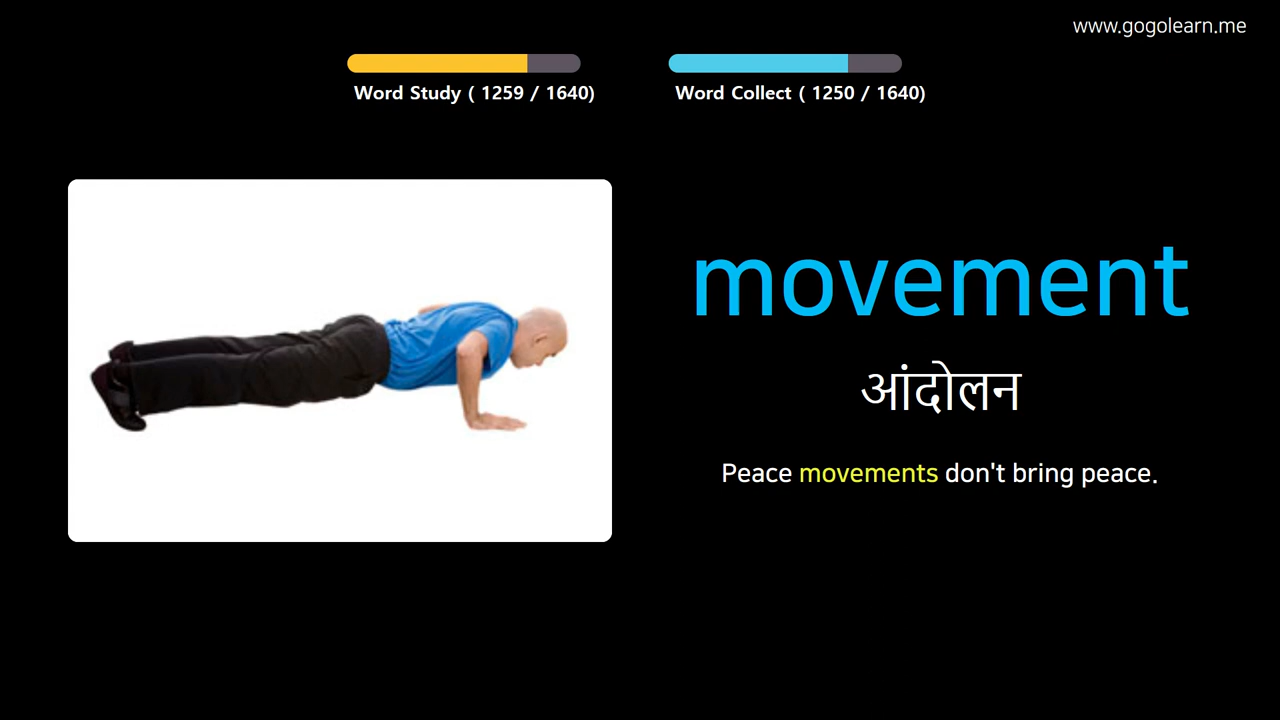 www.gogolearn.me
Word Study ( 1259 / 1640)
Word Collect ( 1250 / 1640)
movement
आंदोलन
Peace movements don't bring peace.